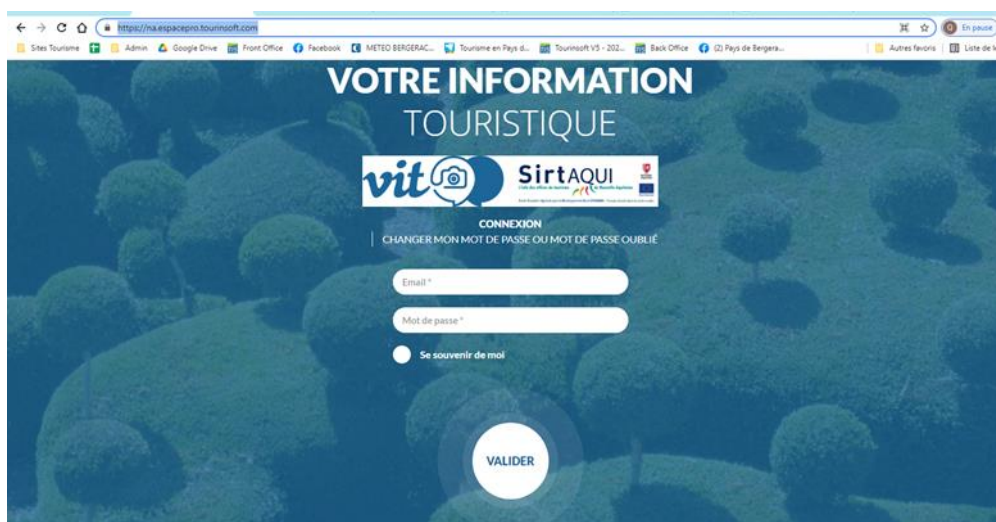 https://na.espacepro.tourinsoft.com
En pause
Sites Tourisme
Admin
Google Drive
Front Office
Facebook
METEO BERGERAC...
Tourisme en Pays d...
Tourinsoft V5 - 202...
Back Office
(2) Pays de Bergera...
Autres favoris
Liste de l
VOTRE INFORMATION
TOURISTIQUE
vit
SirtAQUI
CONNEXION
CHANGER MON MOT DE PASSE OU MOT DE PASSE OUBLIÉ
Email *
Mot de passe *
Se souvenir de moi
VALIDER